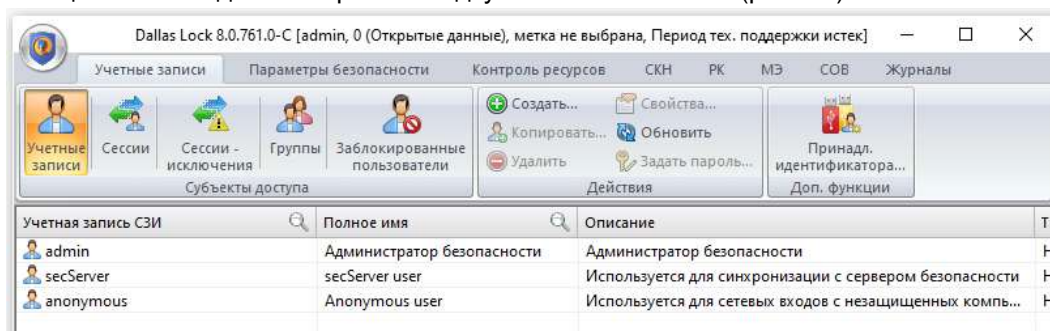 Dallas Lock 8.0.761.0-C [admin, 0 (Открытые данные), метка не выбрана, Период тех. поддержки истек]
Учетные записи Параметры безопасности Контроль ресурсов СКН РК МЭ СОВ Журналы
Учетные записи
Сессии
Сессии - исключения
Группы
Заблокированные пользователи
Субъекты доступа
Создать... Свойства...
Копировать... Обновить
Удалить Задать пароль...
Действия
Принадл. идентификатора...
Доп. функции
Учетная запись СЗИ Полное имя Описание
admin Администратор безопасности Администратор безопасности
secServer secServer user Используется для синхронизации с сервером безопасности
anonymous Anonymous user Используется для сетевых входов с незащищенных компь...